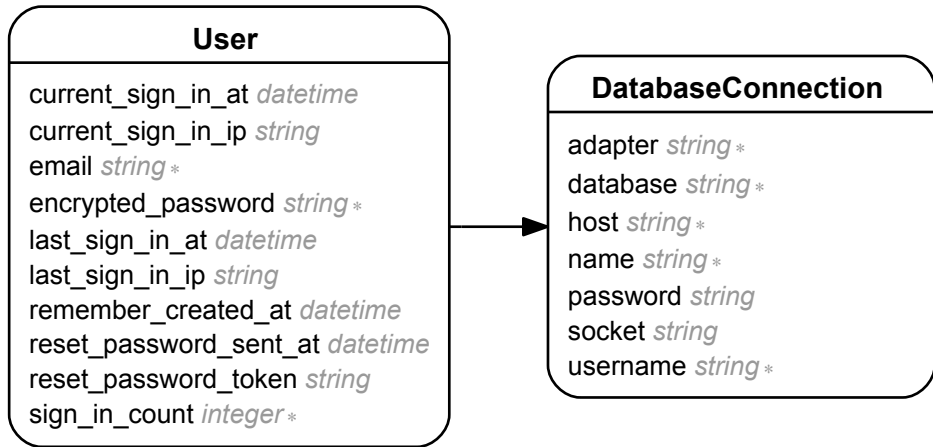 User
current_sign_in_at datetime
current_sign_in_ip string
email string *
encrypted_password string *
last_sign_in_at datetime
last_sign_in_ip string
remember_created_at datetime
reset_password_sent_at datetime
reset_password_token string
sign_in_count integer *
DatabaseConnection
adapter string *
database string *
host string *
name string *
password string
socket string
username string *